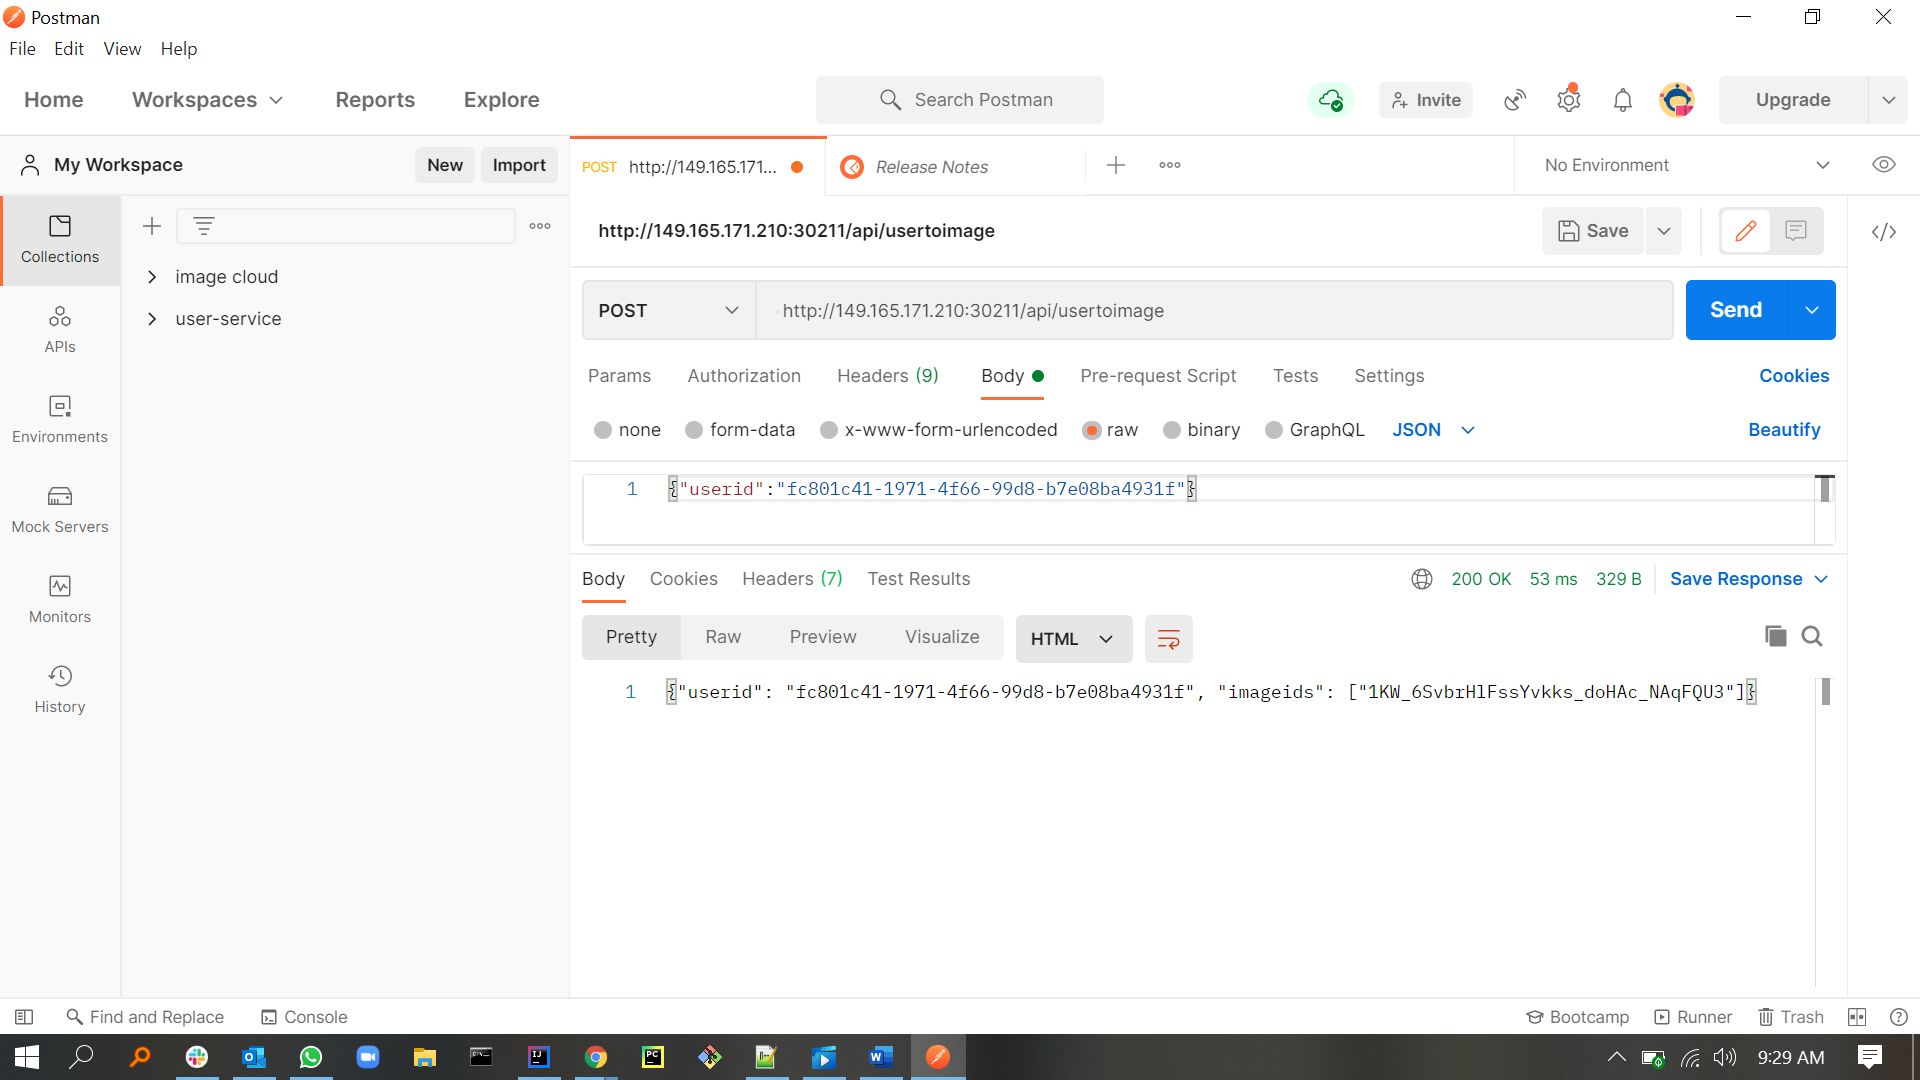 Postman
File Edit View Help
Home Workspaces Reports Explore Search Postman Invite Upgrade
My Workspace New Import POST http://149.165.171... Release Notes No Environment
Collections
http://149.165.171.210:30211/api/usertoimage Save
image cloud
user-service
POST http://149.165.171.210:30211/api/usertoimage Send
APIs
Params Authorization Headers (9) Body Pre-request Script Tests Settings Cookies
Environments
none form-data x-www-form-urlencoded raw binary GraphQL JSON Beautify
1 {"userid":"fc801c41-1971-4f66-99d8-b7e08ba4931f"}
Mock Servers
Body Cookies Headers (7) Test Results 200 OK 53 ms 329 B Save Response
Monitors
Pretty Raw Preview Visualize HTML
1 {"userid": "fc801c41-1971-4f66-99d8-b7e08ba4931f", "imageids": ["1KW_6SvbrHlFssYvkks_doHAc_NAqFQU3"]}
History
Find and Replace Console Bootcamp Runner Trash
9:29 AM